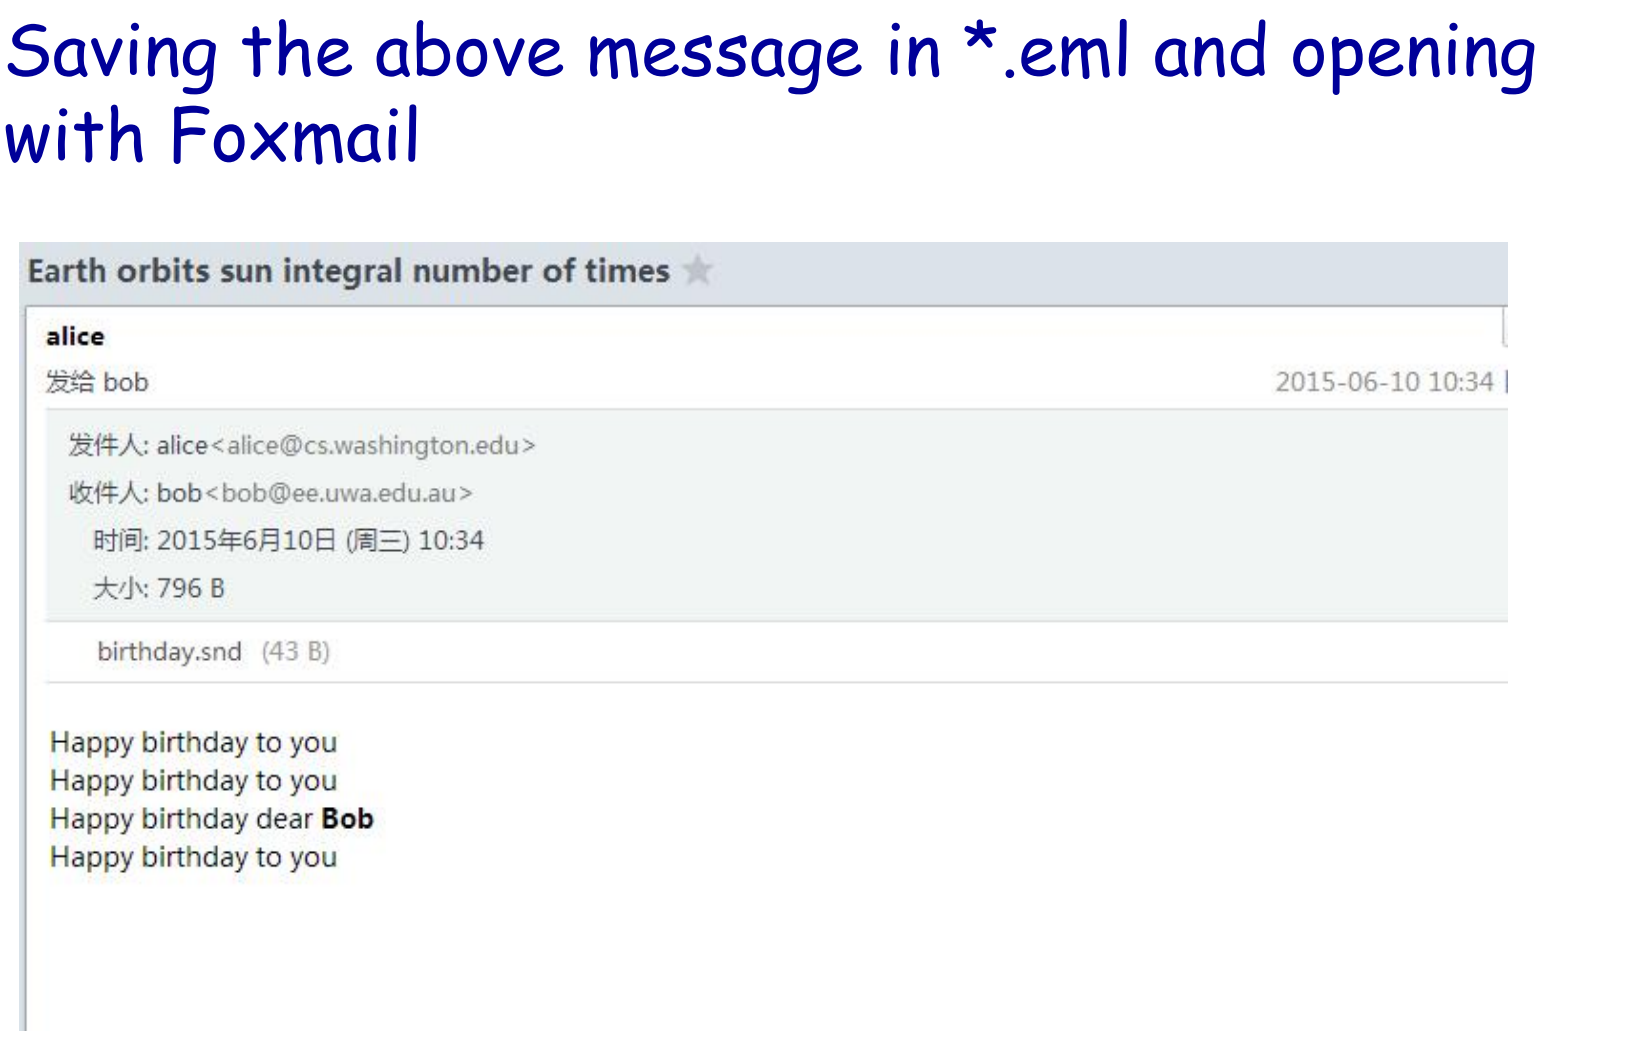 Saving the above message in *.eml and opening
with Foxmail
Earth orbits sun integral number of times
alice
发给 bob
2015-06-10 10:34
发件人: alice<alice@cs.washington.edu>
收件人: bob<bob@ee.uwa.edu.au>
时间: 2015年6月10日 (周三) 10:34
大小: 796 B
birthday.snd (43 B)
Happy birthday to you
Happy birthday to you
Happy birthday dear Bob
Happy birthday to you